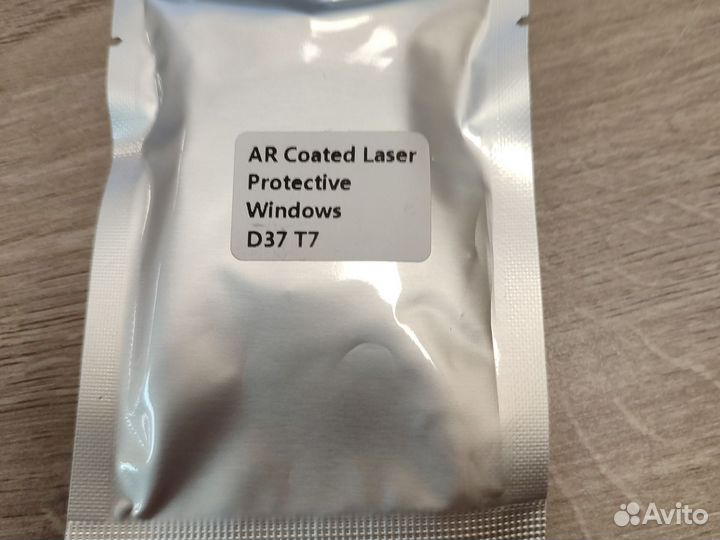 AR Coated Laser
Protective
Windows
D37 T7
Avito